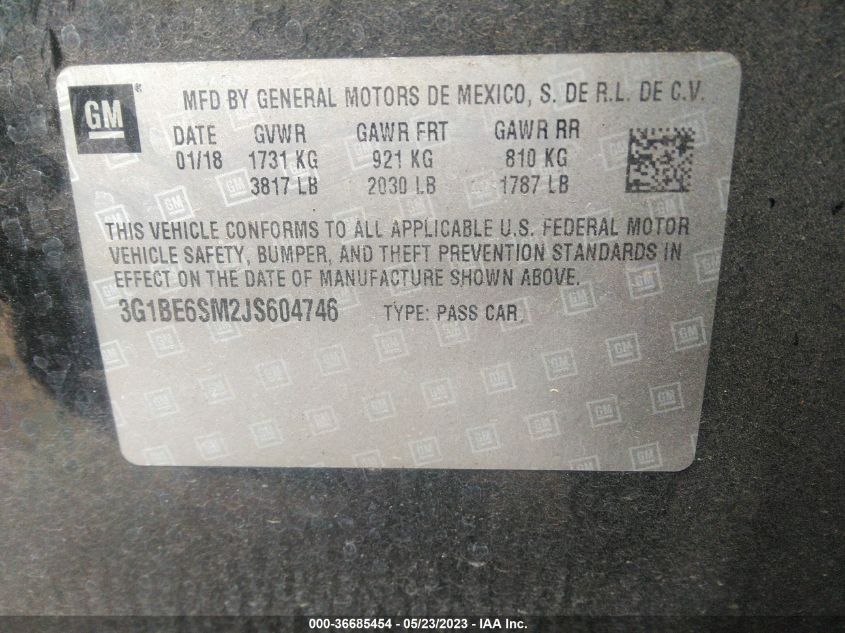 GM ® MFD BY GENERAL MOTORS DE MEXICO, S. DE R.L. DE C.V.
DATE GVWR GAWR FRT GAWR RR
01/18 1731 KG 921 KG 810 KG
3817 LB 2030 LB 1787 LB
THIS VEHICLE CONFORMS TO ALL APPLICABLE U.S. FEDERAL MOTOR
VEHICLE SAFETY, BUMPER, AND THEFT PREVENTION STANDARDS IN
EFFECT ON THE DATE OF MANUFACTURE SHOWN ABOVE.
3G1BE6SM2JS604746 TYPE: PASS CAR
000-36685454 - 05/23/2023 - IAA Inc.